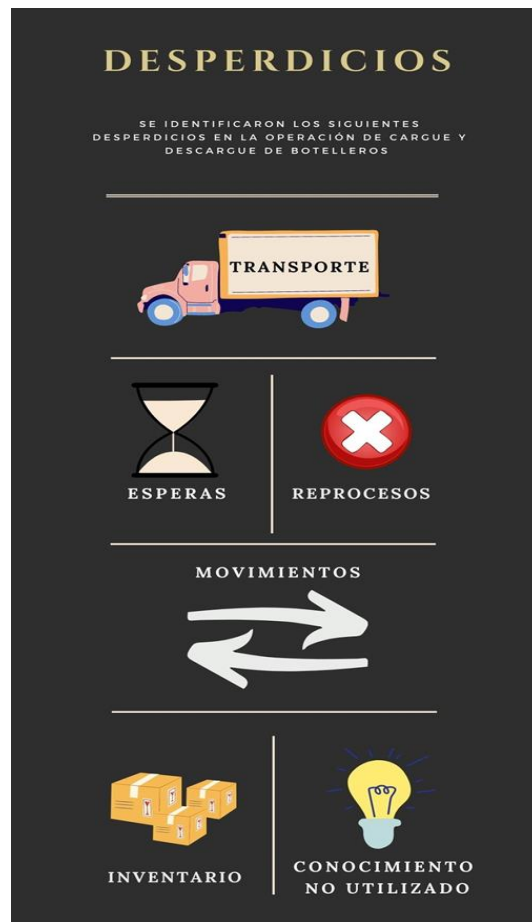 DESPERDICIOS
SE IDENTIFICARON LOS SIGUIENTES
DESPERDICIOS EN LA OPERACIÓN DE CARGUE Y
DESCARGUE DE BOTELLEROS
TRANSPORTE
ESPERAS
REPROCESOS
MOVIMIENTOS
INVENTARIO
CONOCIMIENTO
NO UTILIZADO